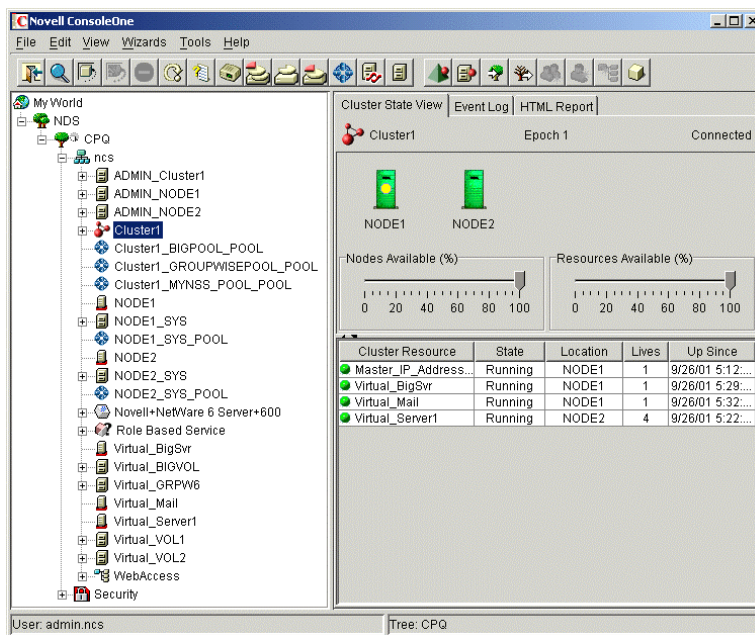 Novell ConsoleOne
File Edit View Wizards Tools Help
My World
NDS
CPQ
ncs
ADMIN_Cluster1
ADMIN_NODE1
ADMIN_NODE2
Cluster1
Cluster1_BIGPOOL_POOL
Cluster1_GROUPWISEPOOL_POOL
Cluster1_MYNSS_POOL_POOL
NODE1
NODE1_SYS
NODE1_SYS_POOL
NODE2
NODE2_SYS
NODE2_SYS_POOL
Novell+NetWare 6 Server+600
Role Based Service
Virtual_BigSvr
Virtual_BIGVOL
Virtual_GRPW6
Virtual_Mail
Virtual_Server1
Virtual_VOL1
Virtual_VOL2
WebAccess
Security
Cluster State View Event Log HTML Report
Cluster1 Epoch 1 Connected
NODE1 NODE2
Nodes Available (%) Resources Available (%)
0 20 40 60 80 100 0 20 40 60 80 100
Cluster Resource State Location Lives Up Since
Master_IP_Address... Running NODE1 1 9/26/01 5:12:...
Virtual_BigSvr Running NODE1 1 9/26/01 5:29:...
Virtual_Mail Running NODE1 1 9/26/01 5:32:...
Virtual_Server1 Running NODE2 4 9/26/01 5:22:...
User: admin.ncs Tree: CPQ